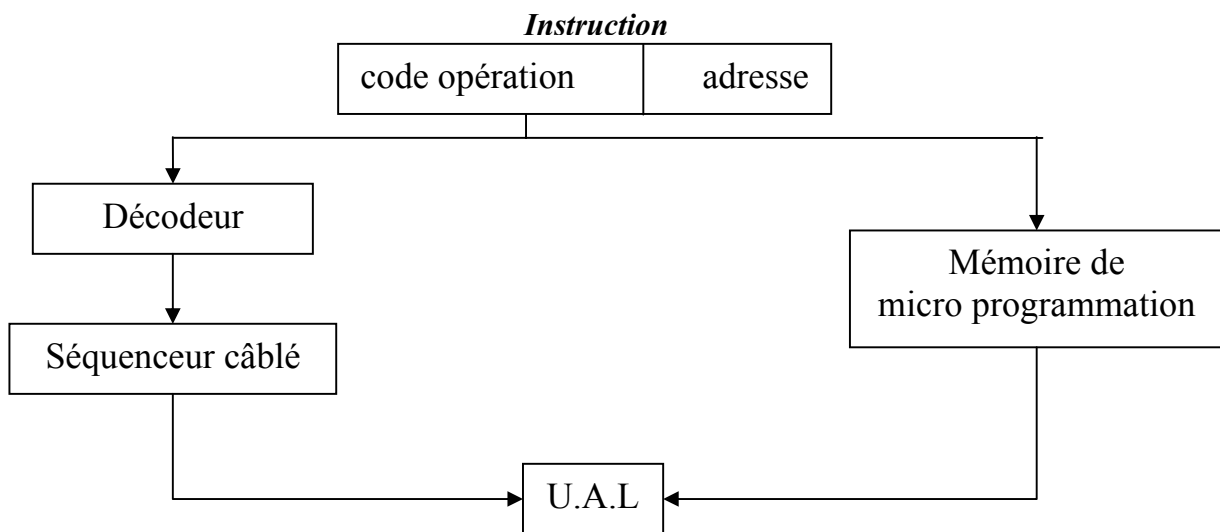 Instruction
code opération adresse
Décodeur
Mémoire de
micro programmation
Séquenceur câblé
U.A.L